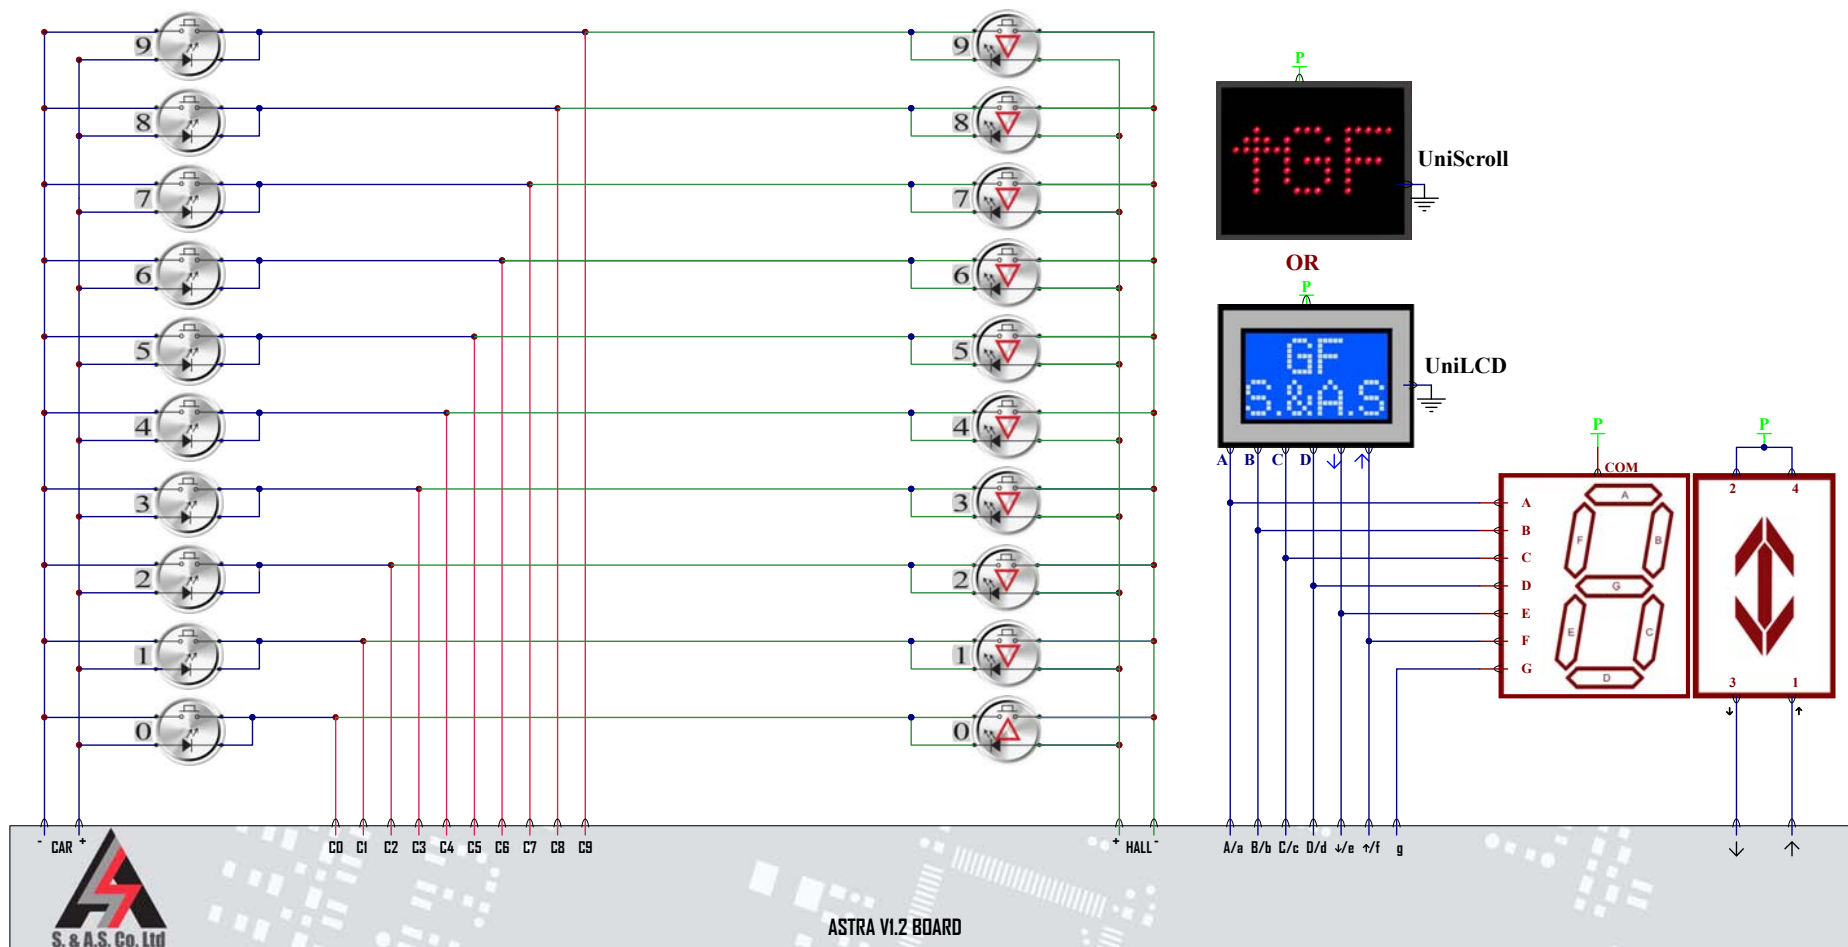 9
8
7
6
5
4
3
2
1
0
9
8
7
6
5
4
3
2
1
0
P
GF
UniScroll
OR
P
GF
S.&A.S
UniLCD
A B C D ↓ ↑
P
COM
A
B
C
D
E
F
G
A
F
B
G
E
C
D
P
2 4
3 1
↓ ↑
- CAR +
C0 C1 C2 C3 C4 C5 C6 C7 C8 C9
+ HALL -
A/a B/b C/c D/d ↓/e ↑/f g
↓ ↑
S. & A.S. Co. Ltd
ASTRA V1.2 BOARD